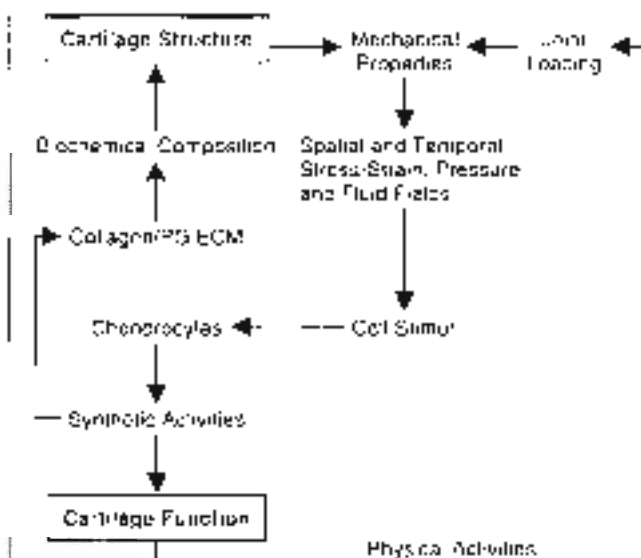 Cartilage Structure
Mechanical
Properties
Joint
Loading
Biochemical Composition
Spatial and Temporal
Stress-Strain, Pressure
and Fluid Fields
Collagen/PG ECM
Chondrocytes
Cell Stimuli
Synthetic Activities
Cartilage Function
Physical Activities